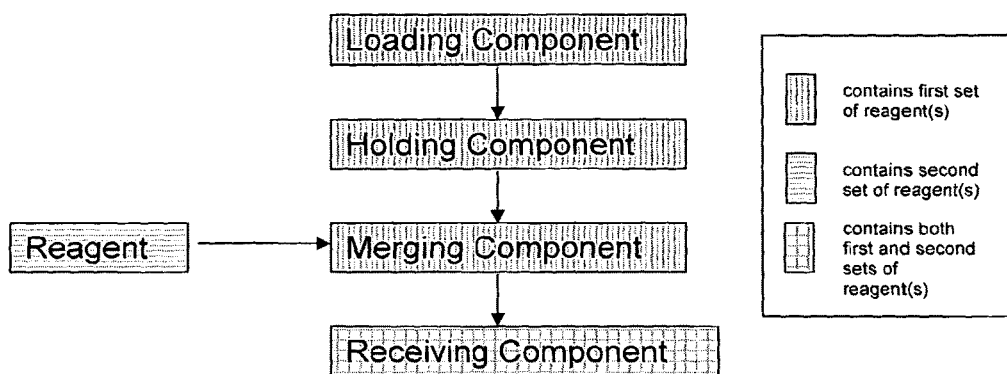 Loading Component
Holding Component
Reagent
Merging Component
Receiving Component
contains first set
of reagent(s)
contains second
set of reagent(s)
contains both
first and second
sets of
reagent(s)